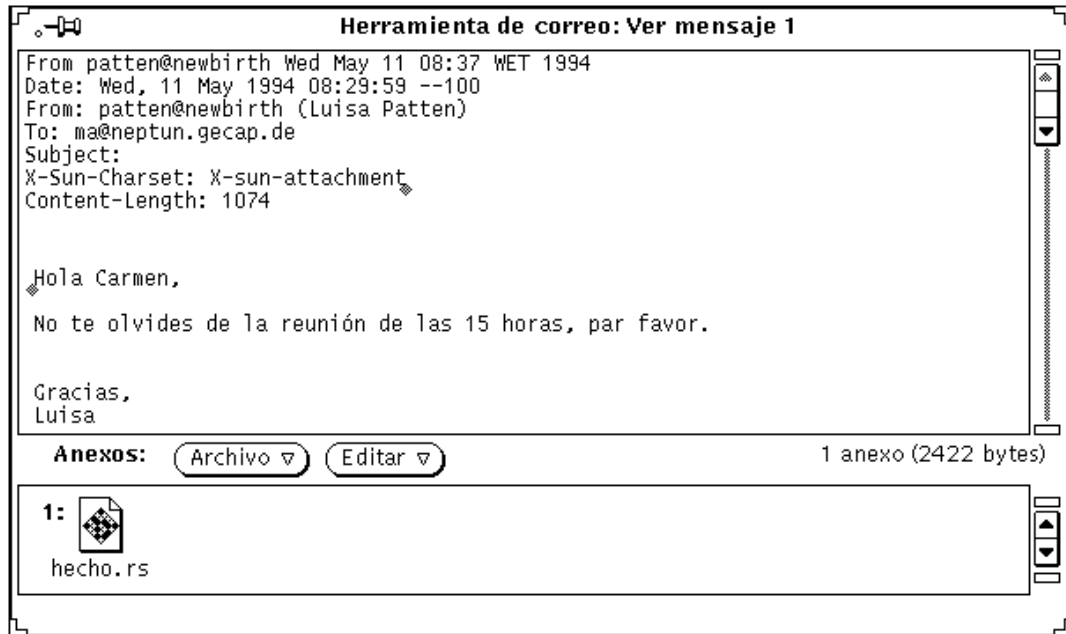 Herramienta de correo: Ver mensaje 1
From patten@newbirth Wed May 11 08:37 WET 1994
Date: Wed, 11 May 1994 08:29:59 --100
From: patten@newbirth (Luisa Patten)
To: ma@neptun.gecap.de
Subject:
X-Sun-Charset: X-sun-attachment
Content-Length: 1074
Hola Carmen,
No te olvides de la reunión de las 15 horas, par favor.
Gracias,
Luisa
Anexos: Archivo Editar 1 anexo (2422 bytes)
1:
hecho.rs